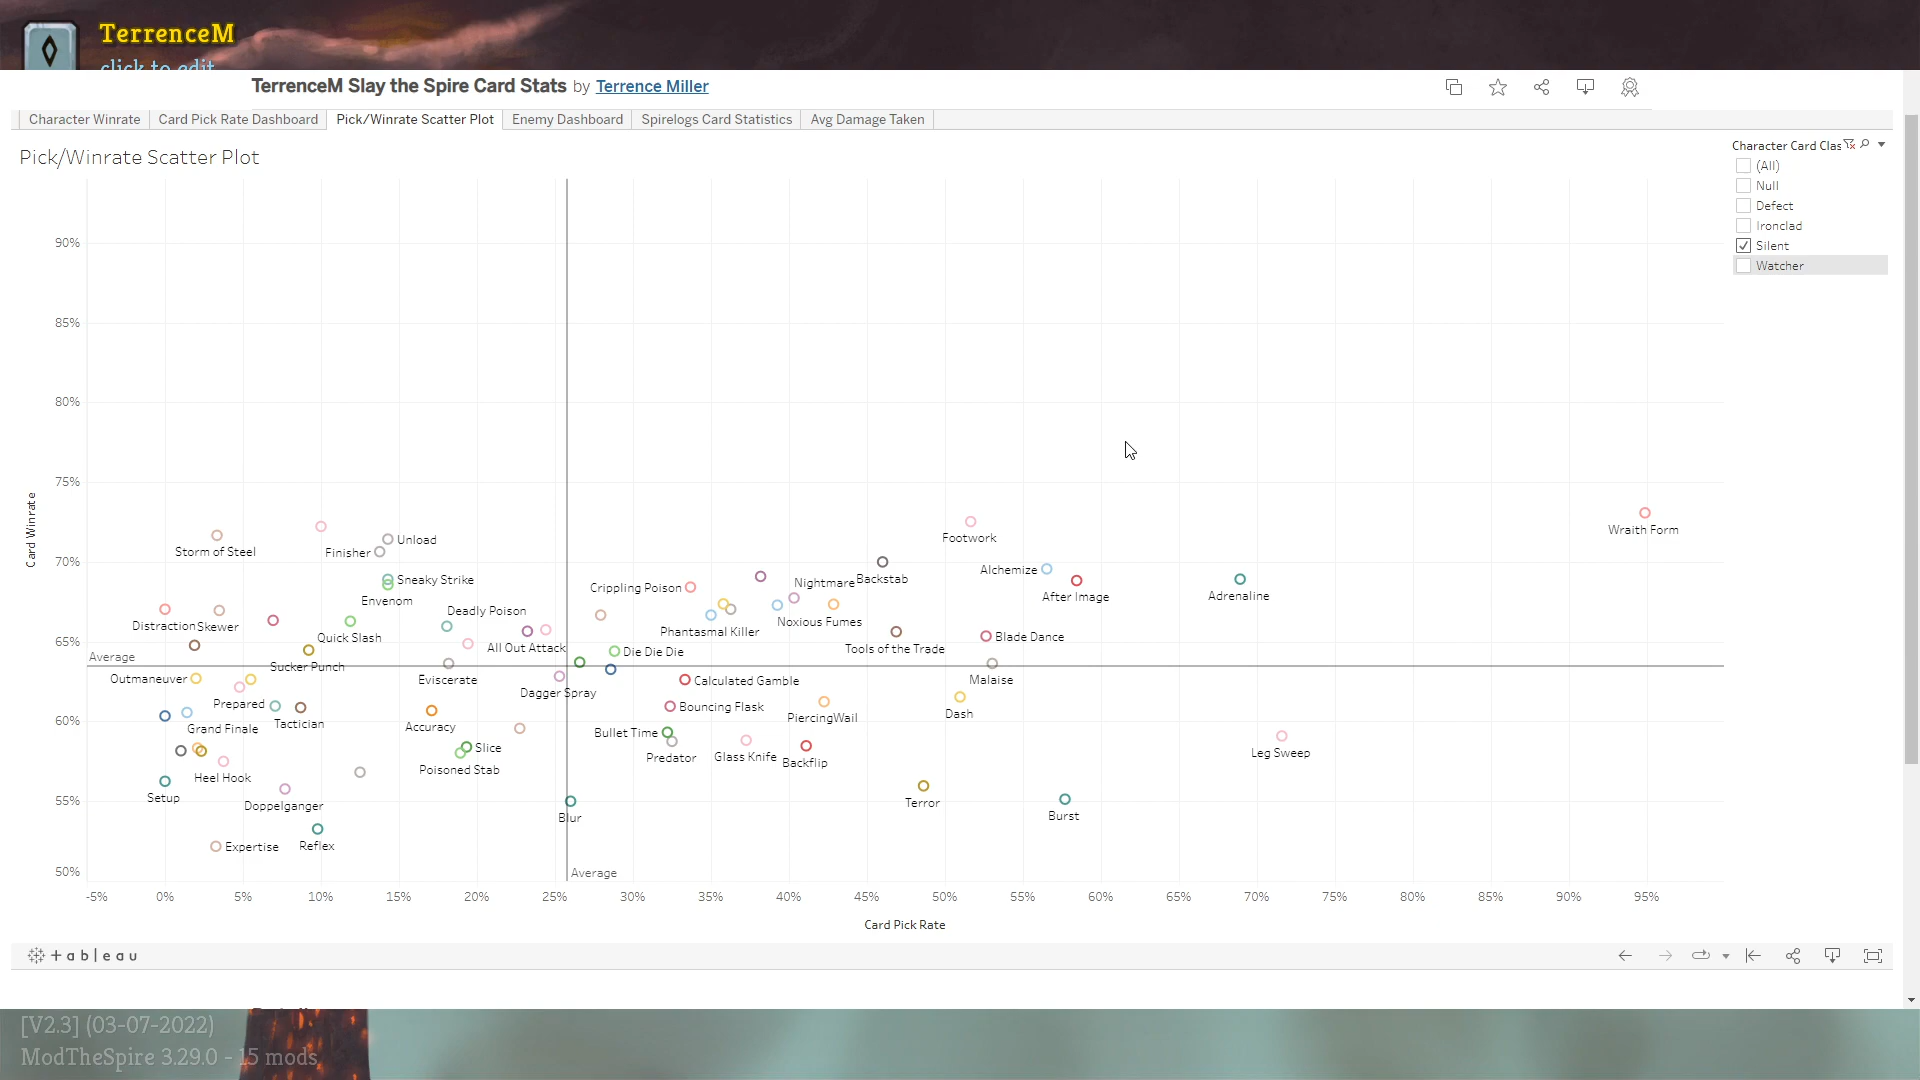 TerrenceM
click to edit
TerrenceM Slay the Spire Card Stats by Terrence Miller
Character Winrate Card Pick Rate Dashboard Pick/Winrate Scatter Plot Enemy Dashboard Spirelogs Card Statistics Avg Damage Taken
Pick/Winrate Scatter Plot
Character Card Clas
(All)
Null
Defect
Ironclad
Silent
Watcher
90%
85%
80%
75%
70%
65%
60%
55%
50%
Card Winrate
Wraith Form
Footwork
Storm of Steel
Unload
Finisher
Alchemize
Sneaky Strike
Nightmare
Backstab
Crippling Poison
After Image
Adrenaline
Envenom
Deadly Poison
Distraction
Skewer
Noxious Fumes
Phantasmal Killer
Quick Slash
Blade Dance
All Out Attack
Die Die Die
Tools of the Trade
Average
Sucker Punch
Outmaneuver
Eviscerate
Calculated Gamble
Malaise
Dagger Spray
Prepared
Bouncing Flask
Dash
PiercingWail
Tactician
Grand Finale
Accuracy
Bullet Time
Slice
Predator
Glass Knife
Backflip
Leg Sweep
Poisoned Stab
Heel Hook
Setup
Doppelganger
Terror
Burst
Blur
Expertise
Reflex
Average
-5% 0% 5% 10% 15% 20% 25% 30% 35% 40% 45% 50% 55% 60% 65% 70% 75% 80% 85% 90% 95%
Card Pick Rate
+ableau
[V2.3] (03-07-2022)
ModTheSpire 3.29.0 - 15 mods